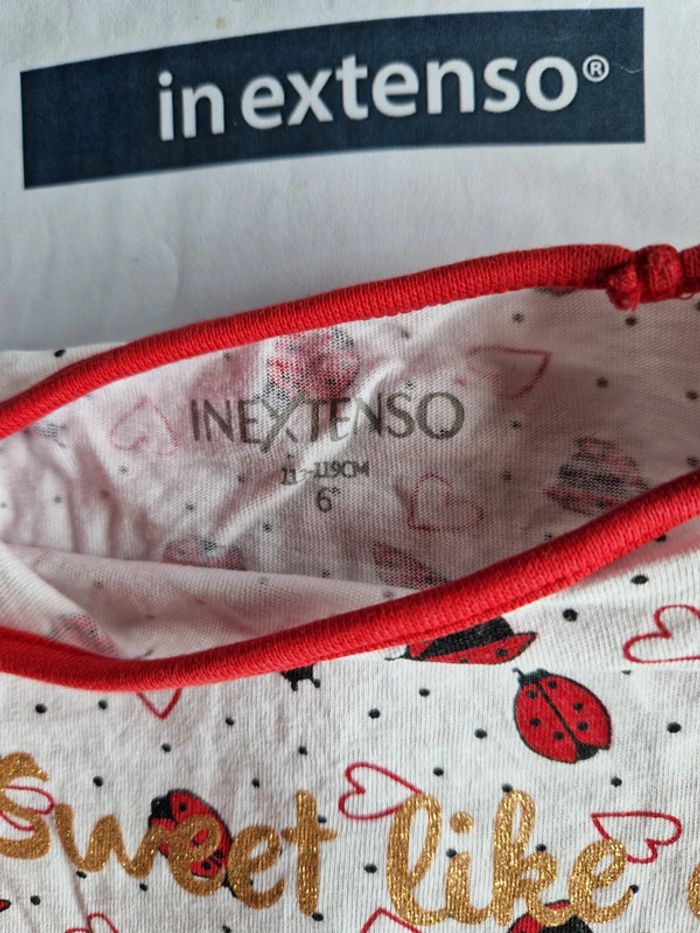 in extenso®
INEXTENSO
6*
Sweet like